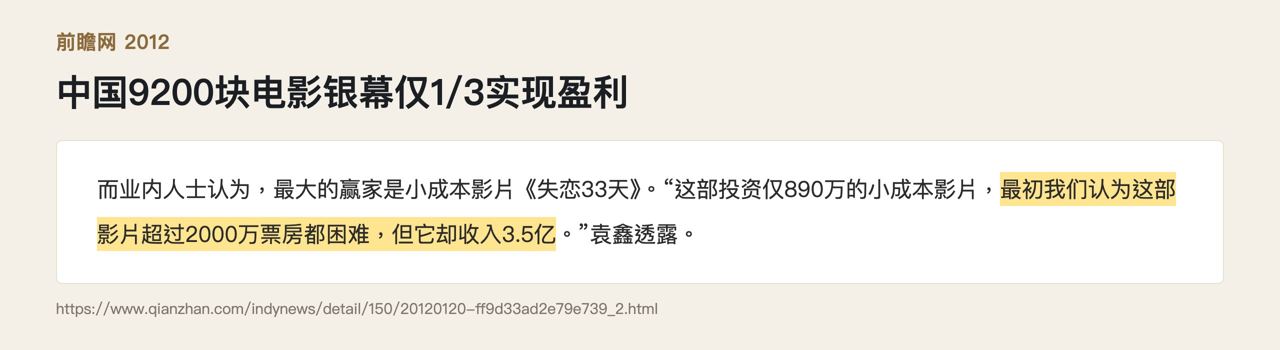 前瞻网 2012
中国9200块电影银幕仅1/3实现盈利
而业内人士认为，最大的赢家是小成本影片《失恋33天》。“这部投资仅890万的小成本影片，最初我们认为这部
影片超过2000万票房都困难，但它却收入3.5亿。”袁鑫透露。
https://www.qianzhan.com/indynews/detail/150/20120120-ff9d33ad2e79e739_2.html